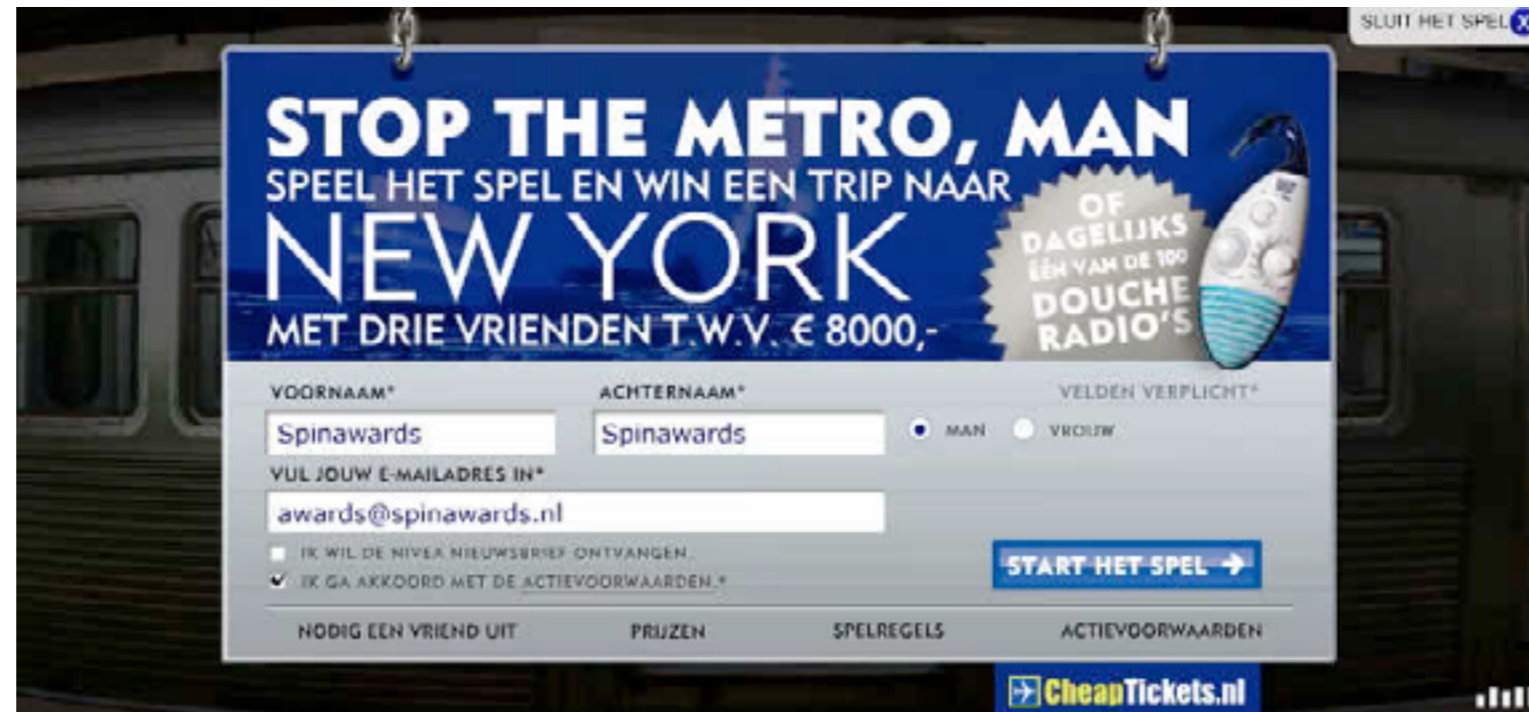 SLUIT HET SPEL X
STOP THE METRO, MAN
SPEEL HET SPEL EN WIN EEN TRIP NAAR
NEW YORK
MET DRIE VRIENDEN T.W.V. € 8000,-
OF
DAGELIJKS
ÉÉN VAN DE 100
DOUCHE
RADIO'S
VOORNAAM*
ACHTERNAAM*
VELDEN VERPLICHT*
Spinawards
Spinawards
MAN
VROUW
VUL JOUW E-MAILADRES IN*
awards@spinawards.nl
IK WIL DE NIVEA NIEUWSBRIEF ONTVANGEN.
IK GA AKKOORD MET DE ACTIEVOORWAARDEN.*
START HET SPEL
NODIG EEN VRIEND UIT
PRIJZEN
SPELREGELS
ACTIEVOORWAARDEN
CheapTickets.nl